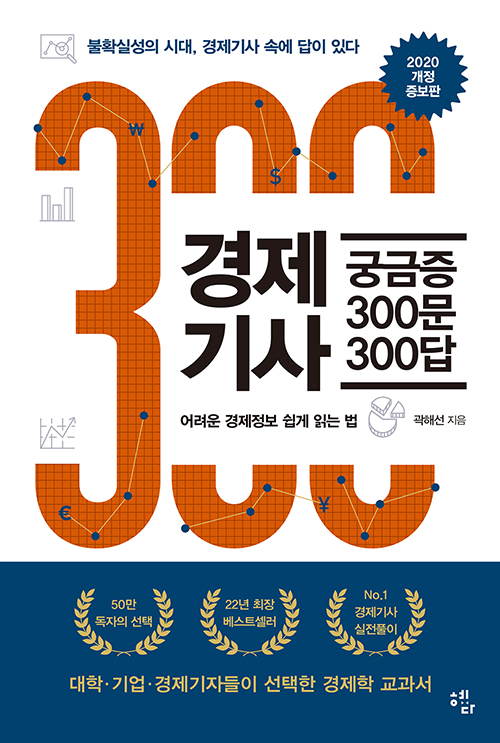 불확실성의 시대, 경제기사 속에 답이 있다
2020
개정
증보판
300
₩
$
경제
기사
궁금증
300문
300답
어려운 경제정보 쉽게 읽는 법
곽해선 지음
€
¥
50만
독자의 선택
22년 최장
베스트셀러
No.1
경제기사
실전풀이
대학·기업·경제기자들이 선택한 경제학 교과서
혜다